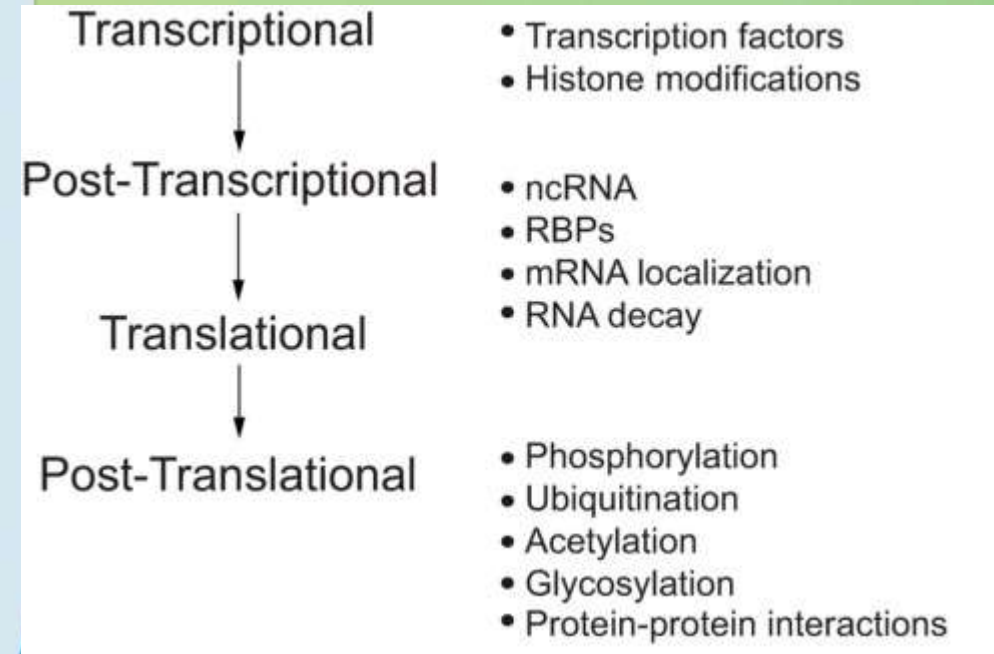 Transcriptional
• Transcription factors
• Histone modifications
Post-Transcriptional
• ncRNA
• RBPs
• mRNA localization
• RNA decay
Translational
Post-Translational
• Phosphorylation
• Ubiquitination
• Acetylation
• Glycosylation
• Protein-protein interactions